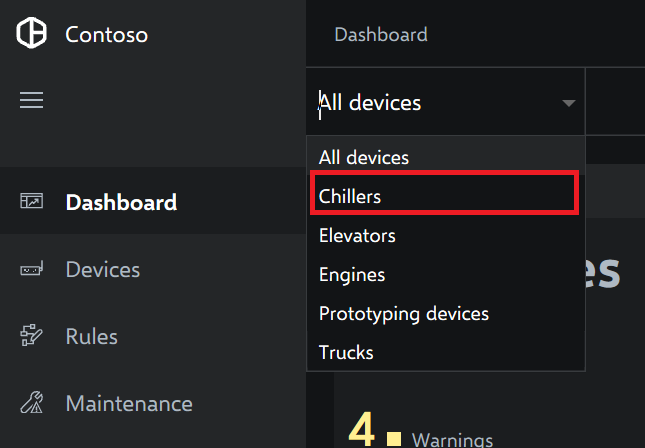 Contoso
Dashboard
All devices
All devices
Chillers
Elevators
Engines
Prototyping devices
Trucks
Dashboard
Devices
Rules
Maintenance
es
4 Warnings